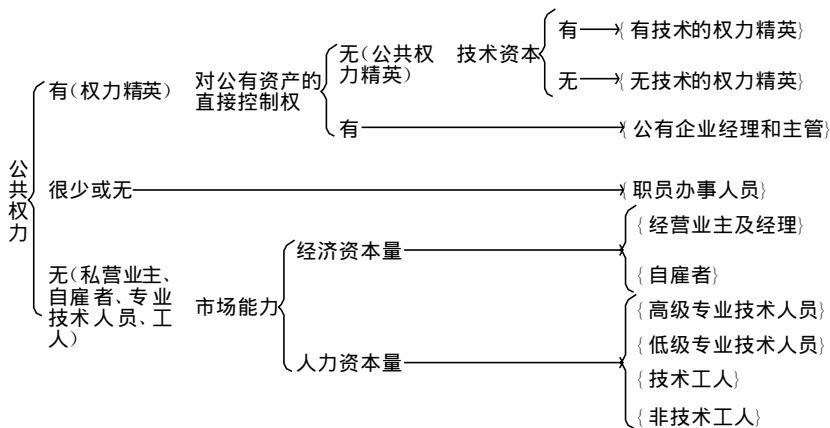 公共权力
有(权力精英)
对公有资产的
直接控制权
无(公共权
力精英)
技术资本
有
{有技术的权力精英}
无
{无技术的权力精英}
有
{公有企业经理和主管}
很少或无
{职员办事人员}
无(私营业主、
自雇者、专业
技术人员、工
人)
市场能力
经济资本量
{经营业主及经理}
{自雇者}
人力资本量
{高级专业技术人员}
{低级专业技术人员}
{技术工人}
{非技术工人}